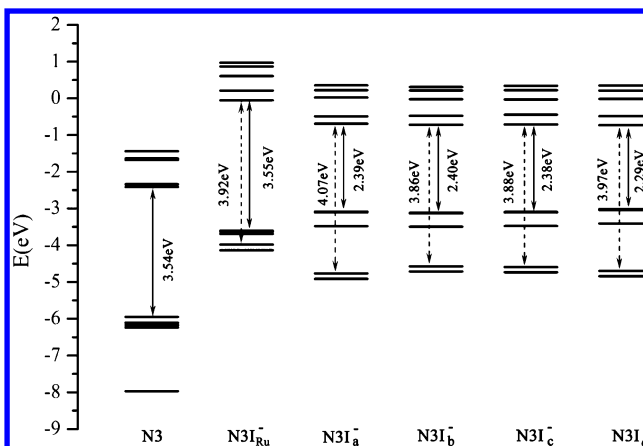 E(eV)
2
1
0
-1
-2
-3
-4
-5
-6
-7
-8
-9
3.54eV
3.92eV
3.55eV
4.07eV
2.39eV
3.86eV
2.40eV
3.88eV
2.38eV
3.97eV
2.29eV
N3
N3I⁻Ru
N3I⁻a
N3I⁻b
N3I⁻c